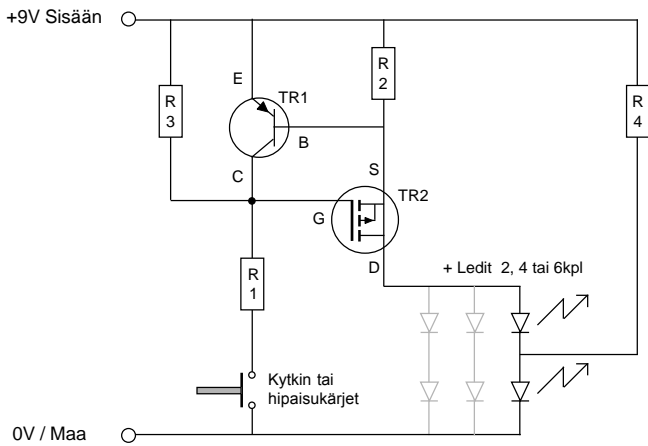 +9V Sisään
E
R
2
TR1
R
3
R
4
B
C
S
TR2
G
D
+ Ledit 2, 4 tai 6kpl
R
1
Kytkin tai
hipaisukärjet
0V / Maa